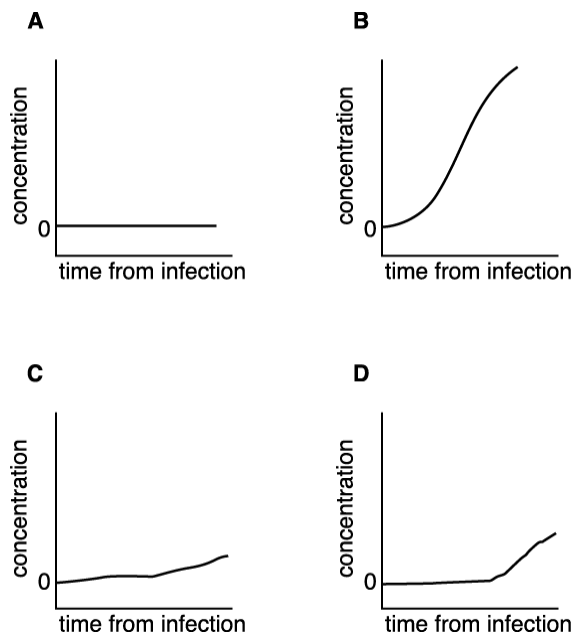 A
concentration
0
time from infection
B
concentration
0
time from infection
C
concentration
0
time from infection
D
concentration
0
time from infection